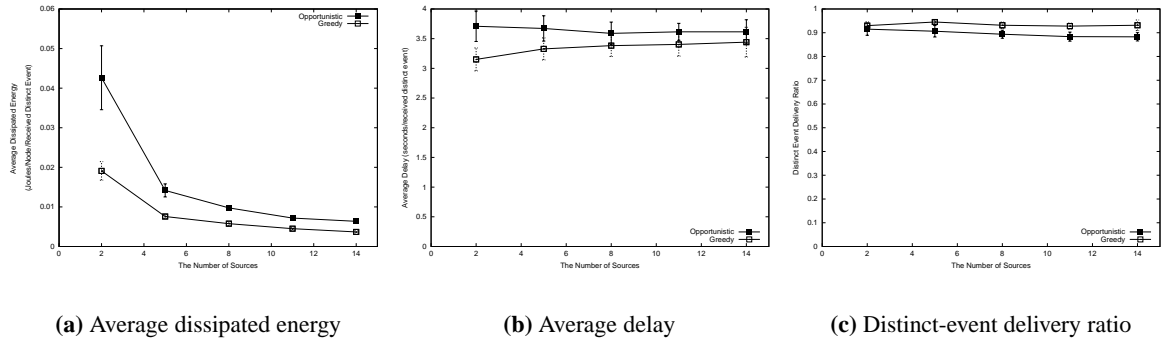 Opportunistic
Greedy
0.06
0.05
0.04
0.03
0.02
0.01
0
Average Dissipated Energy
(Joules/Node/Received Distinct Event)
0 2 4 6 8 10 12 14
The Number of Sources
(a) Average dissipated energy
4
3.5
3
2.5
2
1.5
1
0.5
0
Average Delay (seconds/received distinct event)
Opportunistic
Greedy
0 2 4 6 8 10 12 14
The Number of Sources
(b) Average delay
1
0.9
0.8
0.7
0.6
0.5
0.4
0.3
0.2
0.1
0
Distinct Event Delivery Ratio
Opportunistic
Greedy
0 2 4 6 8 10 12 14
The Number of Sources
(c) Distinct-event delivery ratio